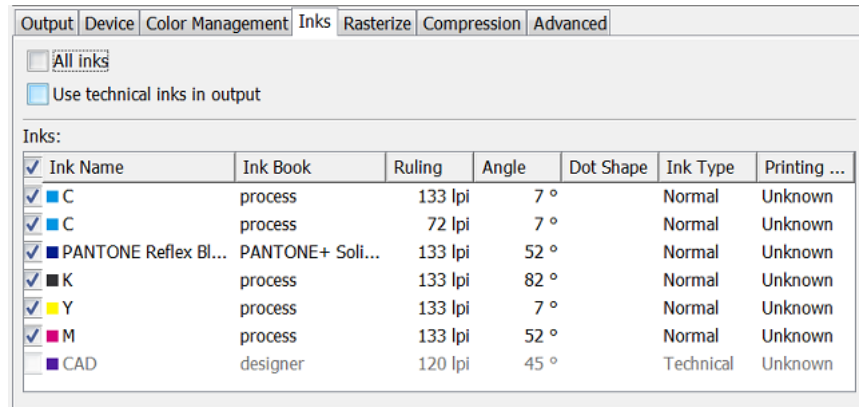 Output Device Color Management Inks Rasterize Compression Advanced
All inks
Use technical inks in output
Inks:
Ink Name Ink Book Ruling Angle Dot Shape Ink Type Printing ...
C process 133 lpi 7 ° Normal Unknown
C process 72 lpi 7 ° Normal Unknown
PANTONE Reflex Bl... PANTONE+ Soli... 133 lpi 52 ° Normal Unknown
K process 133 lpi 82 ° Normal Unknown
Y process 133 lpi 7 ° Normal Unknown
M process 133 lpi 52 ° Normal Unknown
CAD designer 120 lpi 45 ° Technical Unknown